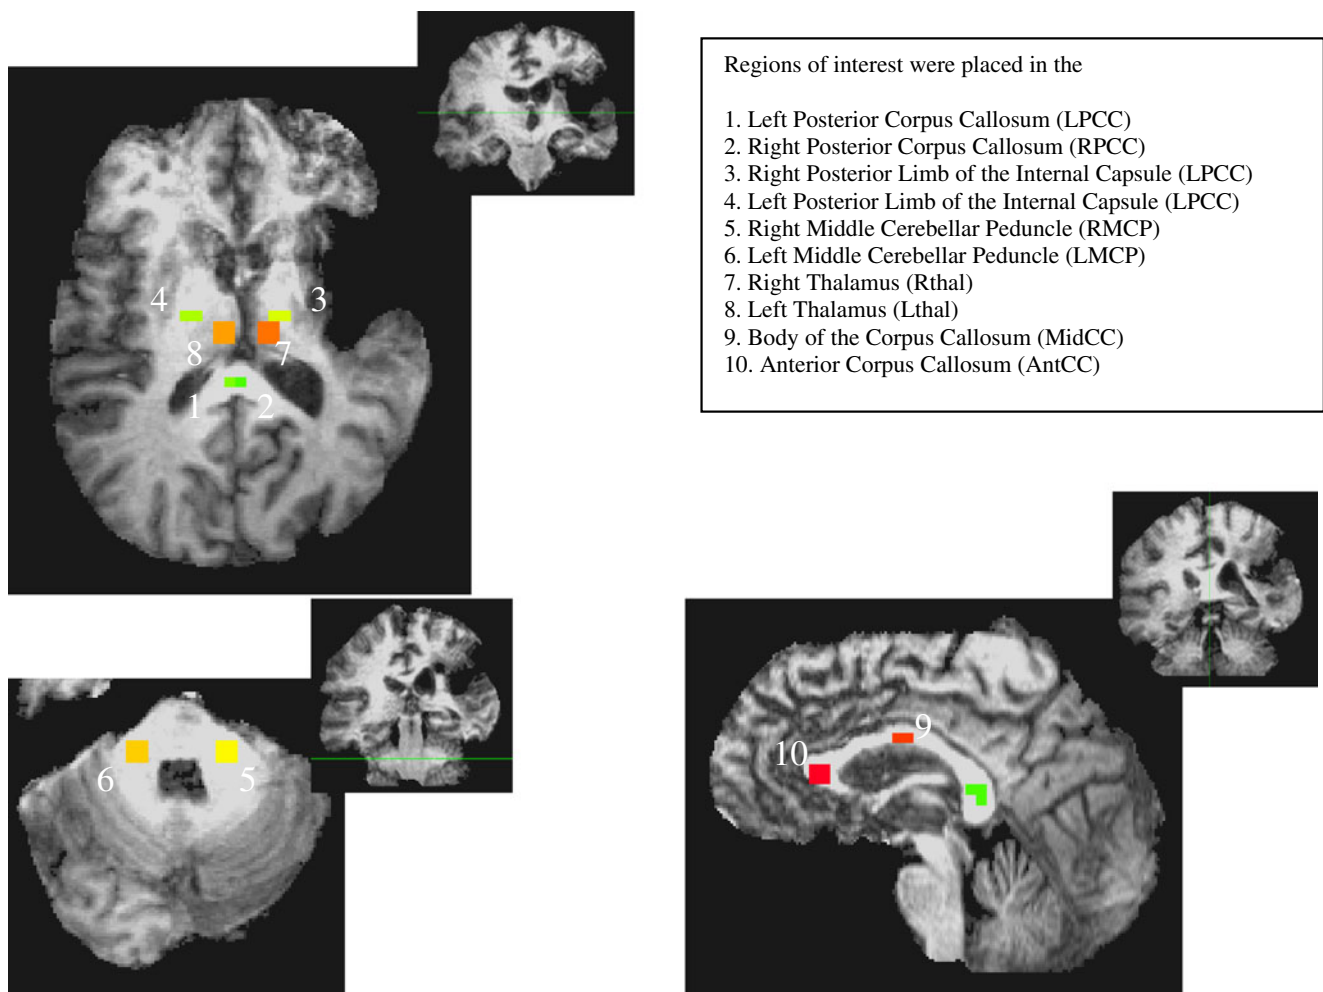 Regions of interest were placed in the
1. Left Posterior Corpus Callosum (LPCC)
2. Right Posterior Corpus Callosum (RPCC)
3. Right Posterior Limb of the Internal Capsule (LPCC)
4. Left Posterior Limb of the Internal Capsule (LPCC)
5. Right Middle Cerebellar Peduncle (RMCP)
6. Left Middle Cerebellar Peduncle (LMCP)
7. Right Thalamus (Rthal)
8. Left Thalamus (Lthal)
9. Body of the Corpus Callosum (MidCC)
10. Anterior Corpus Callosum (AntCC)
4 3
8 7
1 2
6 5
9
10